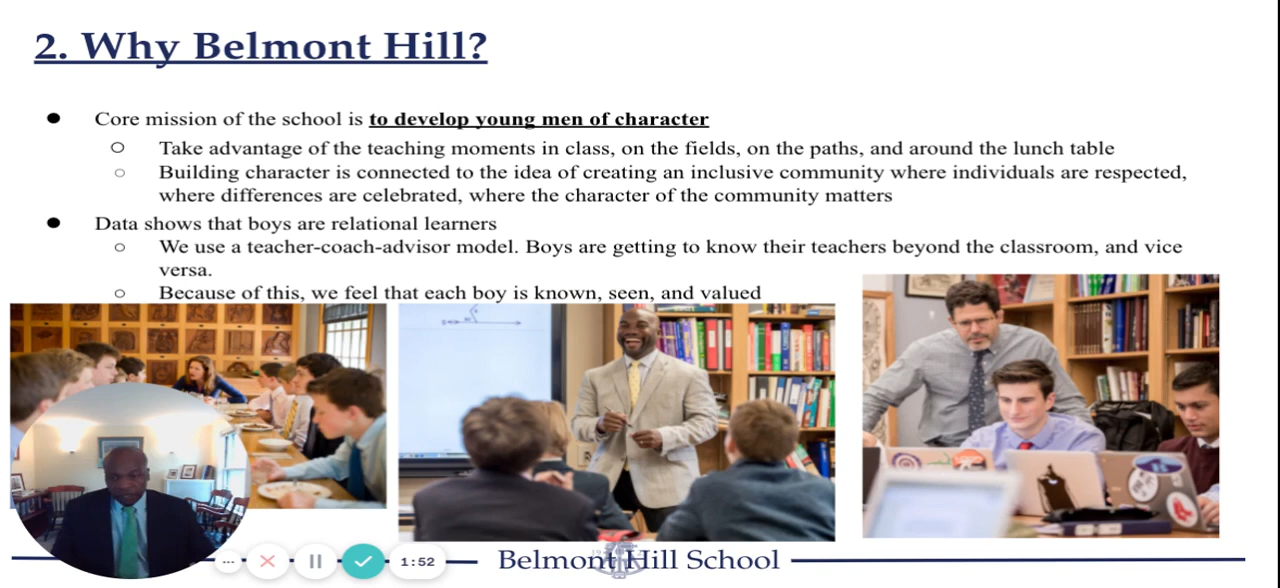 2. Why Belmont Hill?
Core mission of the school is to develop young men of character
Take advantage of the teaching moments in class, on the fields, on the paths, and around the lunch table
Building character is connected to the idea of creating an inclusive community where individuals are respected,
where differences are celebrated, where the character of the community matters
Data shows that boys are relational learners
We use a teacher-coach-advisor model. Boys are getting to know their teachers beyond the classroom, and vice
versa.
Because of this, we feel that each boy is known, seen, and valued
1:52
Belmont Hill School